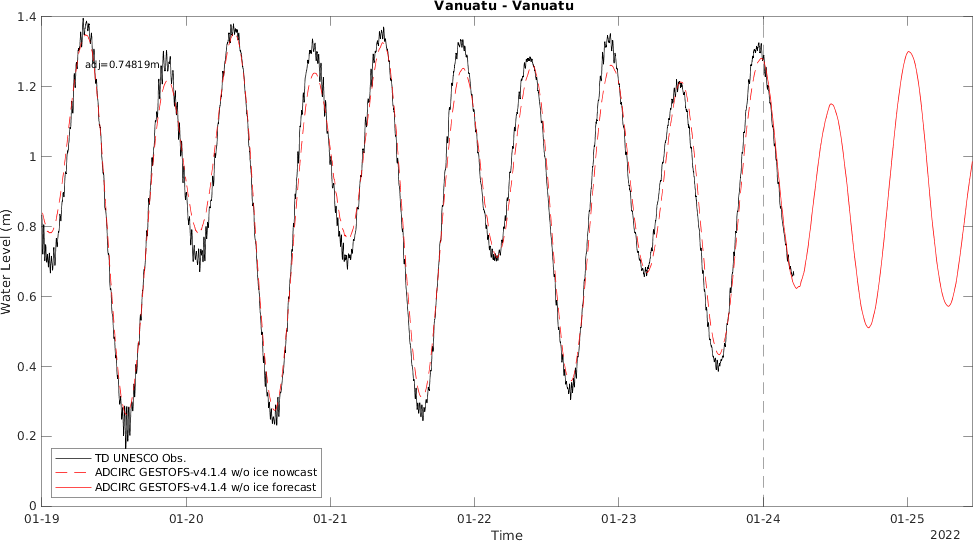 Vanuatu - Vanuatu
1.4
1.2
1
0.8
0.6
0.4
0.2
0
Water Level (m)
adj=0.74819m
TD UNESCO Obs.
ADCIRC GESTOFS-v4.1.4 w/o ice nowcast
ADCIRC GESTOFS-v4.1.4 w/o ice forecast
01-19 01-20 01-21 01-22 01-23 01-24 01-25
Time
2022